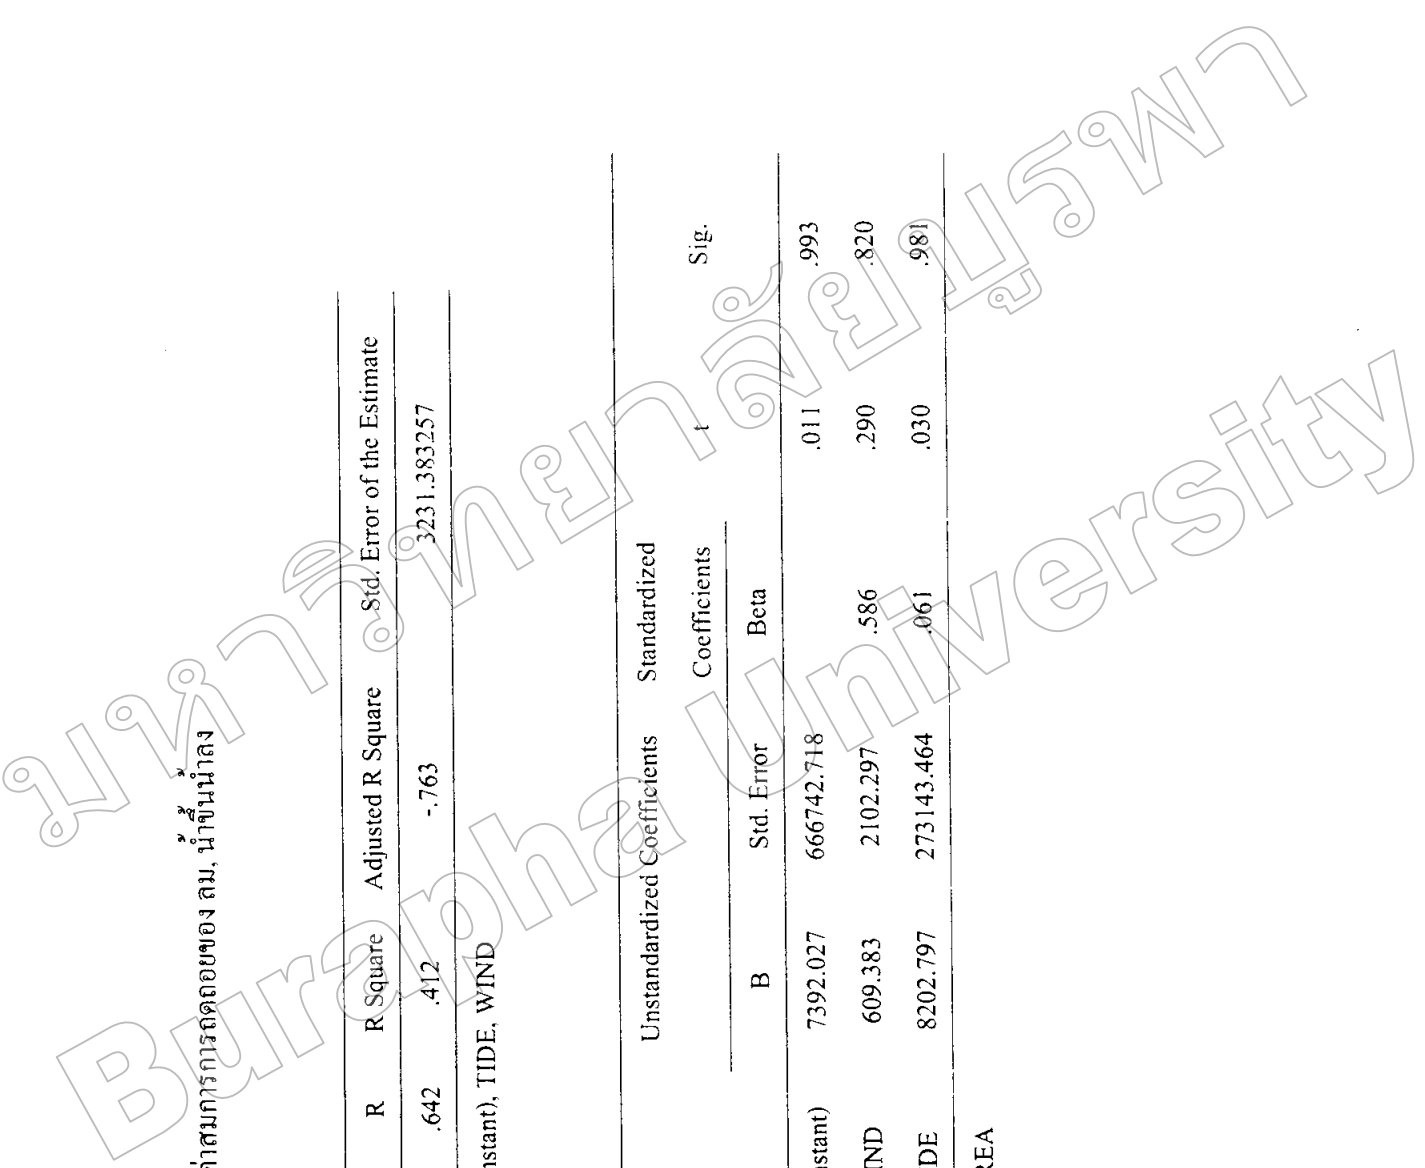 ค่าสมการการถดถอยของ ลม, น้ำขึ้นน้ำลง
R R Square Adjusted R Square Std. Error of the Estimate
.642 .412 -.763 3231.383257
nstant), TIDE, WIND
Unstandardized Coefficients Standardized
Coefficients t Sig.
B Std. Error Beta
nstant) 7392.027 666742.718 .011 .993
IND 609.383 2102.297 .586 .290 .820
DE 8202.797 273143.464 .061 .030 .981
REA
มหาวิทยาลัยบูรพา
Burapha University